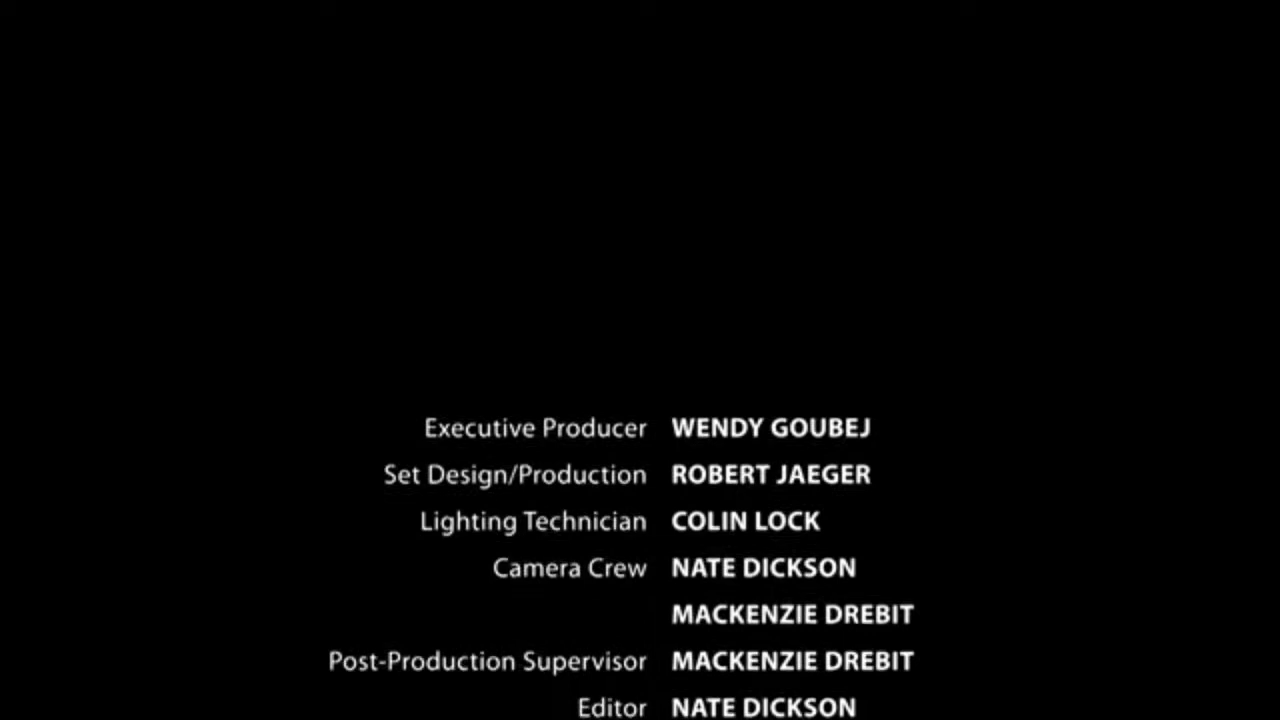 Executive Producer WENDY GOUBEJ
Set Design/Production ROBERT JAEGER
Lighting Technician COLIN LOCK
Camera Crew NATE DICKSON
MACKENZIE DREBIT
Post-Production Supervisor MACKENZIE DREBIT
Editor NATE DICKSON